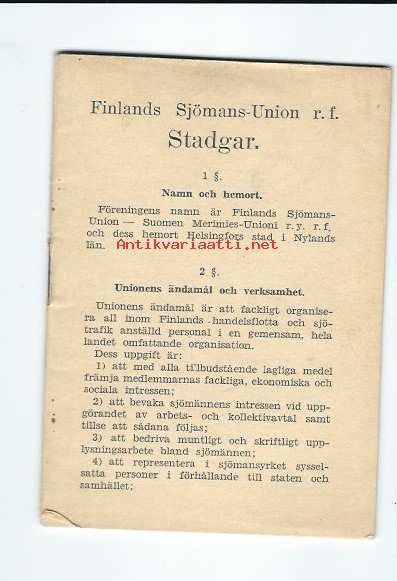 Finlands Sjömans-Union r. f.
Stadgar.
1 §.
Namn och hemort.
Föreningens namn är Finlands Sjömans-
Union — Suomen Merimies-Unioni r. y. r. f.
och dess hemort Helsingfors stad i Nylands
län.
Antikvariaatti.net
2 §.
Unionens ändamål och verksamhet.
Unionens ändamål är att fackligt organise-
ra all inom Finlands handelsflotta och sjö-
trafik anställd personal i en gemensam, hela
landet omfattande organisation.
Dess uppgift är:
1) att med alla tillbudstående lagliga medel
främja medlemmarnas fackliga, ekonomiska och
sociala intressen;
2) att bevaka sjömännens intressen vid upp-
görandet av arbets- och kollektivavtal samt
tillse att sådana följas;
3) att bedriva muntligt och skriftligt upp-
lysningsarbete bland sjömännen;
4) att representera i sjömansyrket syssel-
satta personer i förhållande till staten och
samhället;